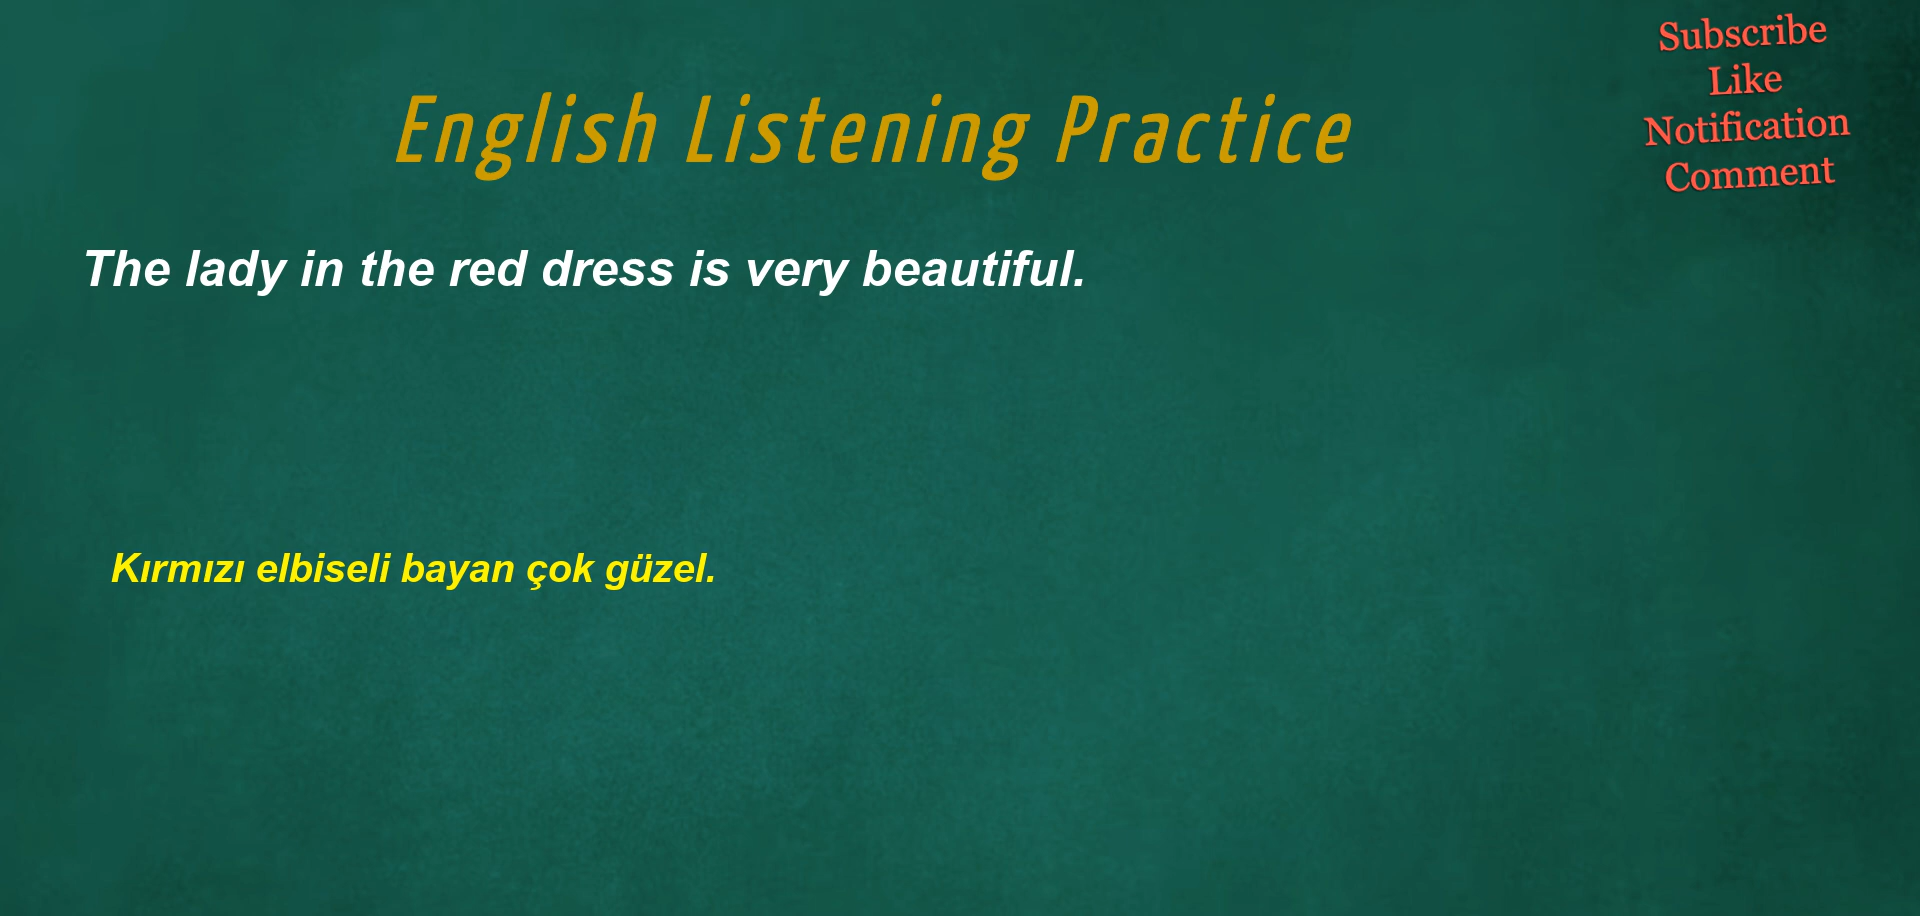 English Listening Practice
Subscribe
Like
Notification
Comment
The lady in the red dress is very beautiful.
Kırmızı elbiseli bayan çok güzel.